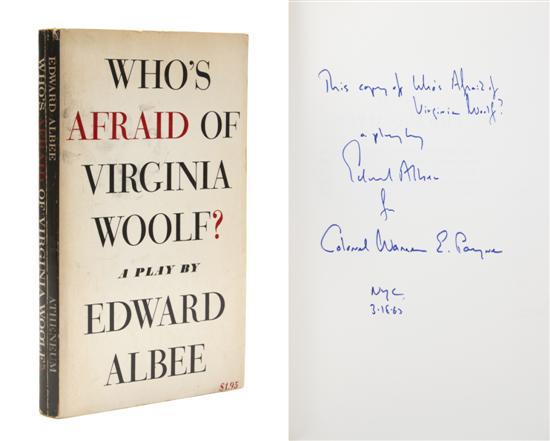 EDWARD ALBEE
WHO'S AFRAID OF VIRGINIA WOOLF?
ATHENEUM
WHO'S
AFRAID OF
VIRGINIA
WOOLF?
A PLAY BY
EDWARD
ALBEE
$1.95
This copy of Who's Afraid of
Virginia Woolf?
a play by
Edward Albee
for
Colonel Warren E. Payne
NYC
3-18-63